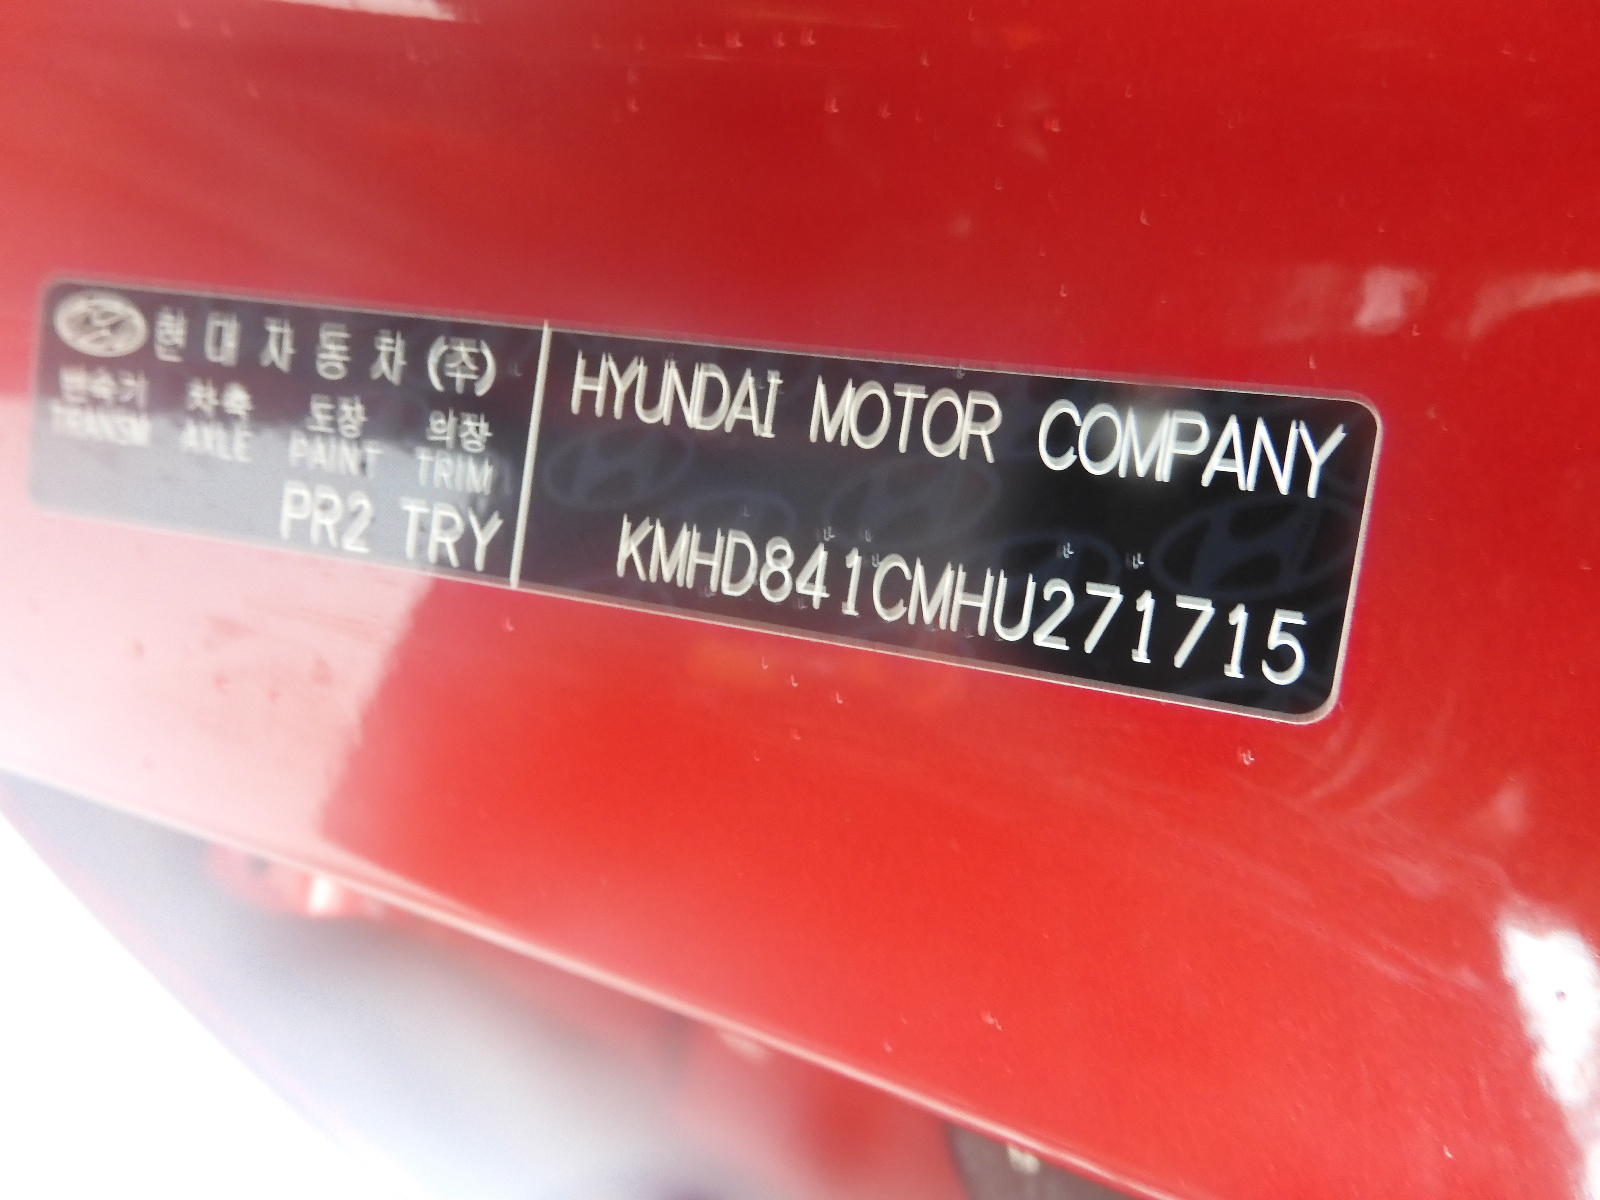 현대자동차(주)
변속기 차축 도장 의장
TRANSM AXLE PAINT TRIM
PR2 TRY
HYUNDAI MOTOR COMPANY
KMHD841CMHU271715